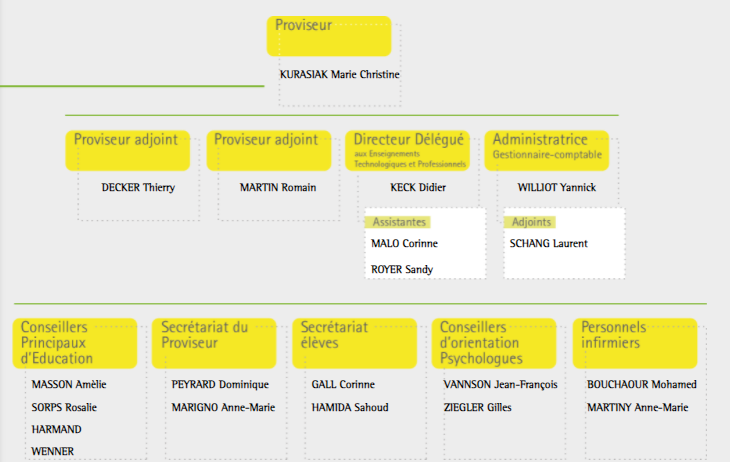 Proviseur
KURASIAK Marie Christine
Proviseur adjoint
DECKER Thierry
Proviseur adjoint
MARTIN Romain
Directeur Délégué
aux Enseignements
Technologiques et Professionnels
KECK Didier
Assistantes
MALO Corinne
ROYER Sandy
Administratrice
Gestionnaire-comptable
WILLIOT Yannick
Adjoints
SCHANG Laurent
Conseillers
Principaux
d'Education
MASSON Amèlie
SORPS Rosalie
HARMAND
WENNER
Secrétariat du
Proviseur
PEYRARD Dominique
MARIGNO Anne-Marie
Secrétariat
élèves
GALL Corinne
HAMIDA Sahoud
Conseillers
d'orientation
Psychologues
VANNSON Jean-François
ZIEGLER Gilles
Personnels
infirmiers
BOUCHAOUR Mohamed
MARTINY Anne-Marie